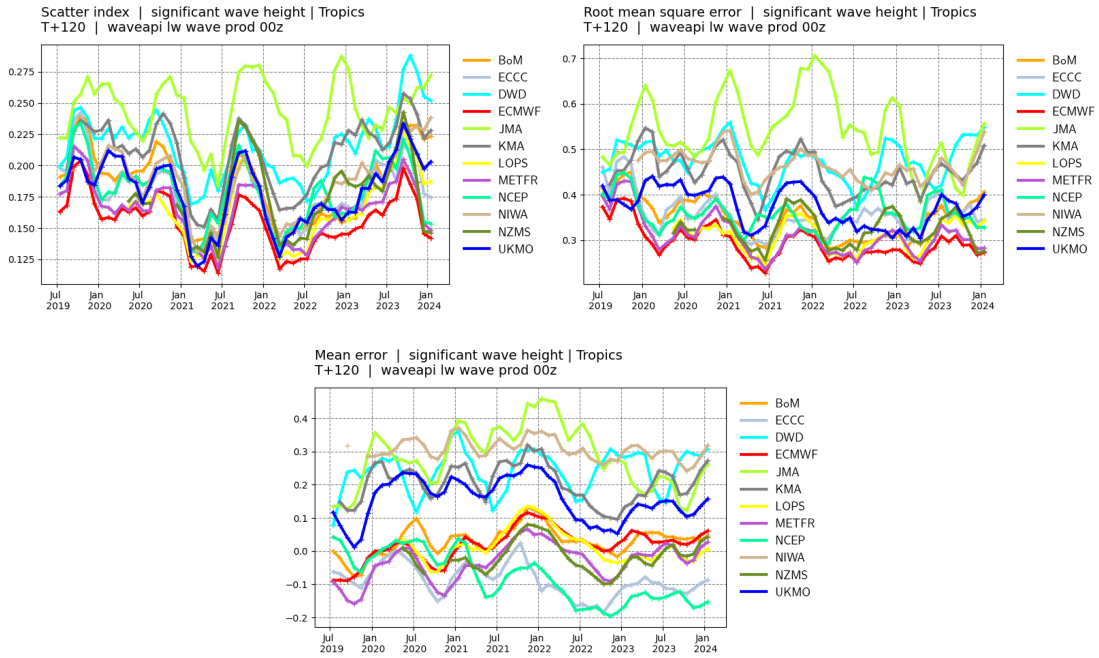 Scatter index | significant wave height | Tropics
T+120 | waveapi lw wave prod 00z
0.275
0.250
0.225
0.200
0.175
0.150
0.125
Jul 2019
Jan 2020
Jul 2020
Jan 2021
Jul 2021
Jan 2022
Jul 2022
Jan 2023
Jul 2023
Jan 2024
BoM
ECCC
DWD
ECMWF
JMA
KMA
LOPS
METFR
NCEP
NIWA
NZMS
UKMO
Root mean square error | significant wave height | Tropics
T+120 | waveapi lw wave prod 00z
0.7
0.6
0.5
0.4
0.3
Jul 2019
Jan 2020
Jul 2020
Jan 2021
Jul 2021
Jan 2022
Jul 2022
Jan 2023
Jul 2023
Jan 2024
BoM
ECCC
DWD
ECMWF
JMA
KMA
LOPS
METFR
NCEP
NIWA
NZMS
UKMO
Mean error | significant wave height | Tropics
T+120 | waveapi lw wave prod 00z
0.4
0.3
0.2
0.1
0.0
−0.1
−0.2
Jul 2019
Jan 2020
Jul 2020
Jan 2021
Jul 2021
Jan 2022
Jul 2022
Jan 2023
Jul 2023
Jan 2024
BoM
ECCC
DWD
ECMWF
JMA
KMA
LOPS
METFR
NCEP
NIWA
NZMS
UKMO